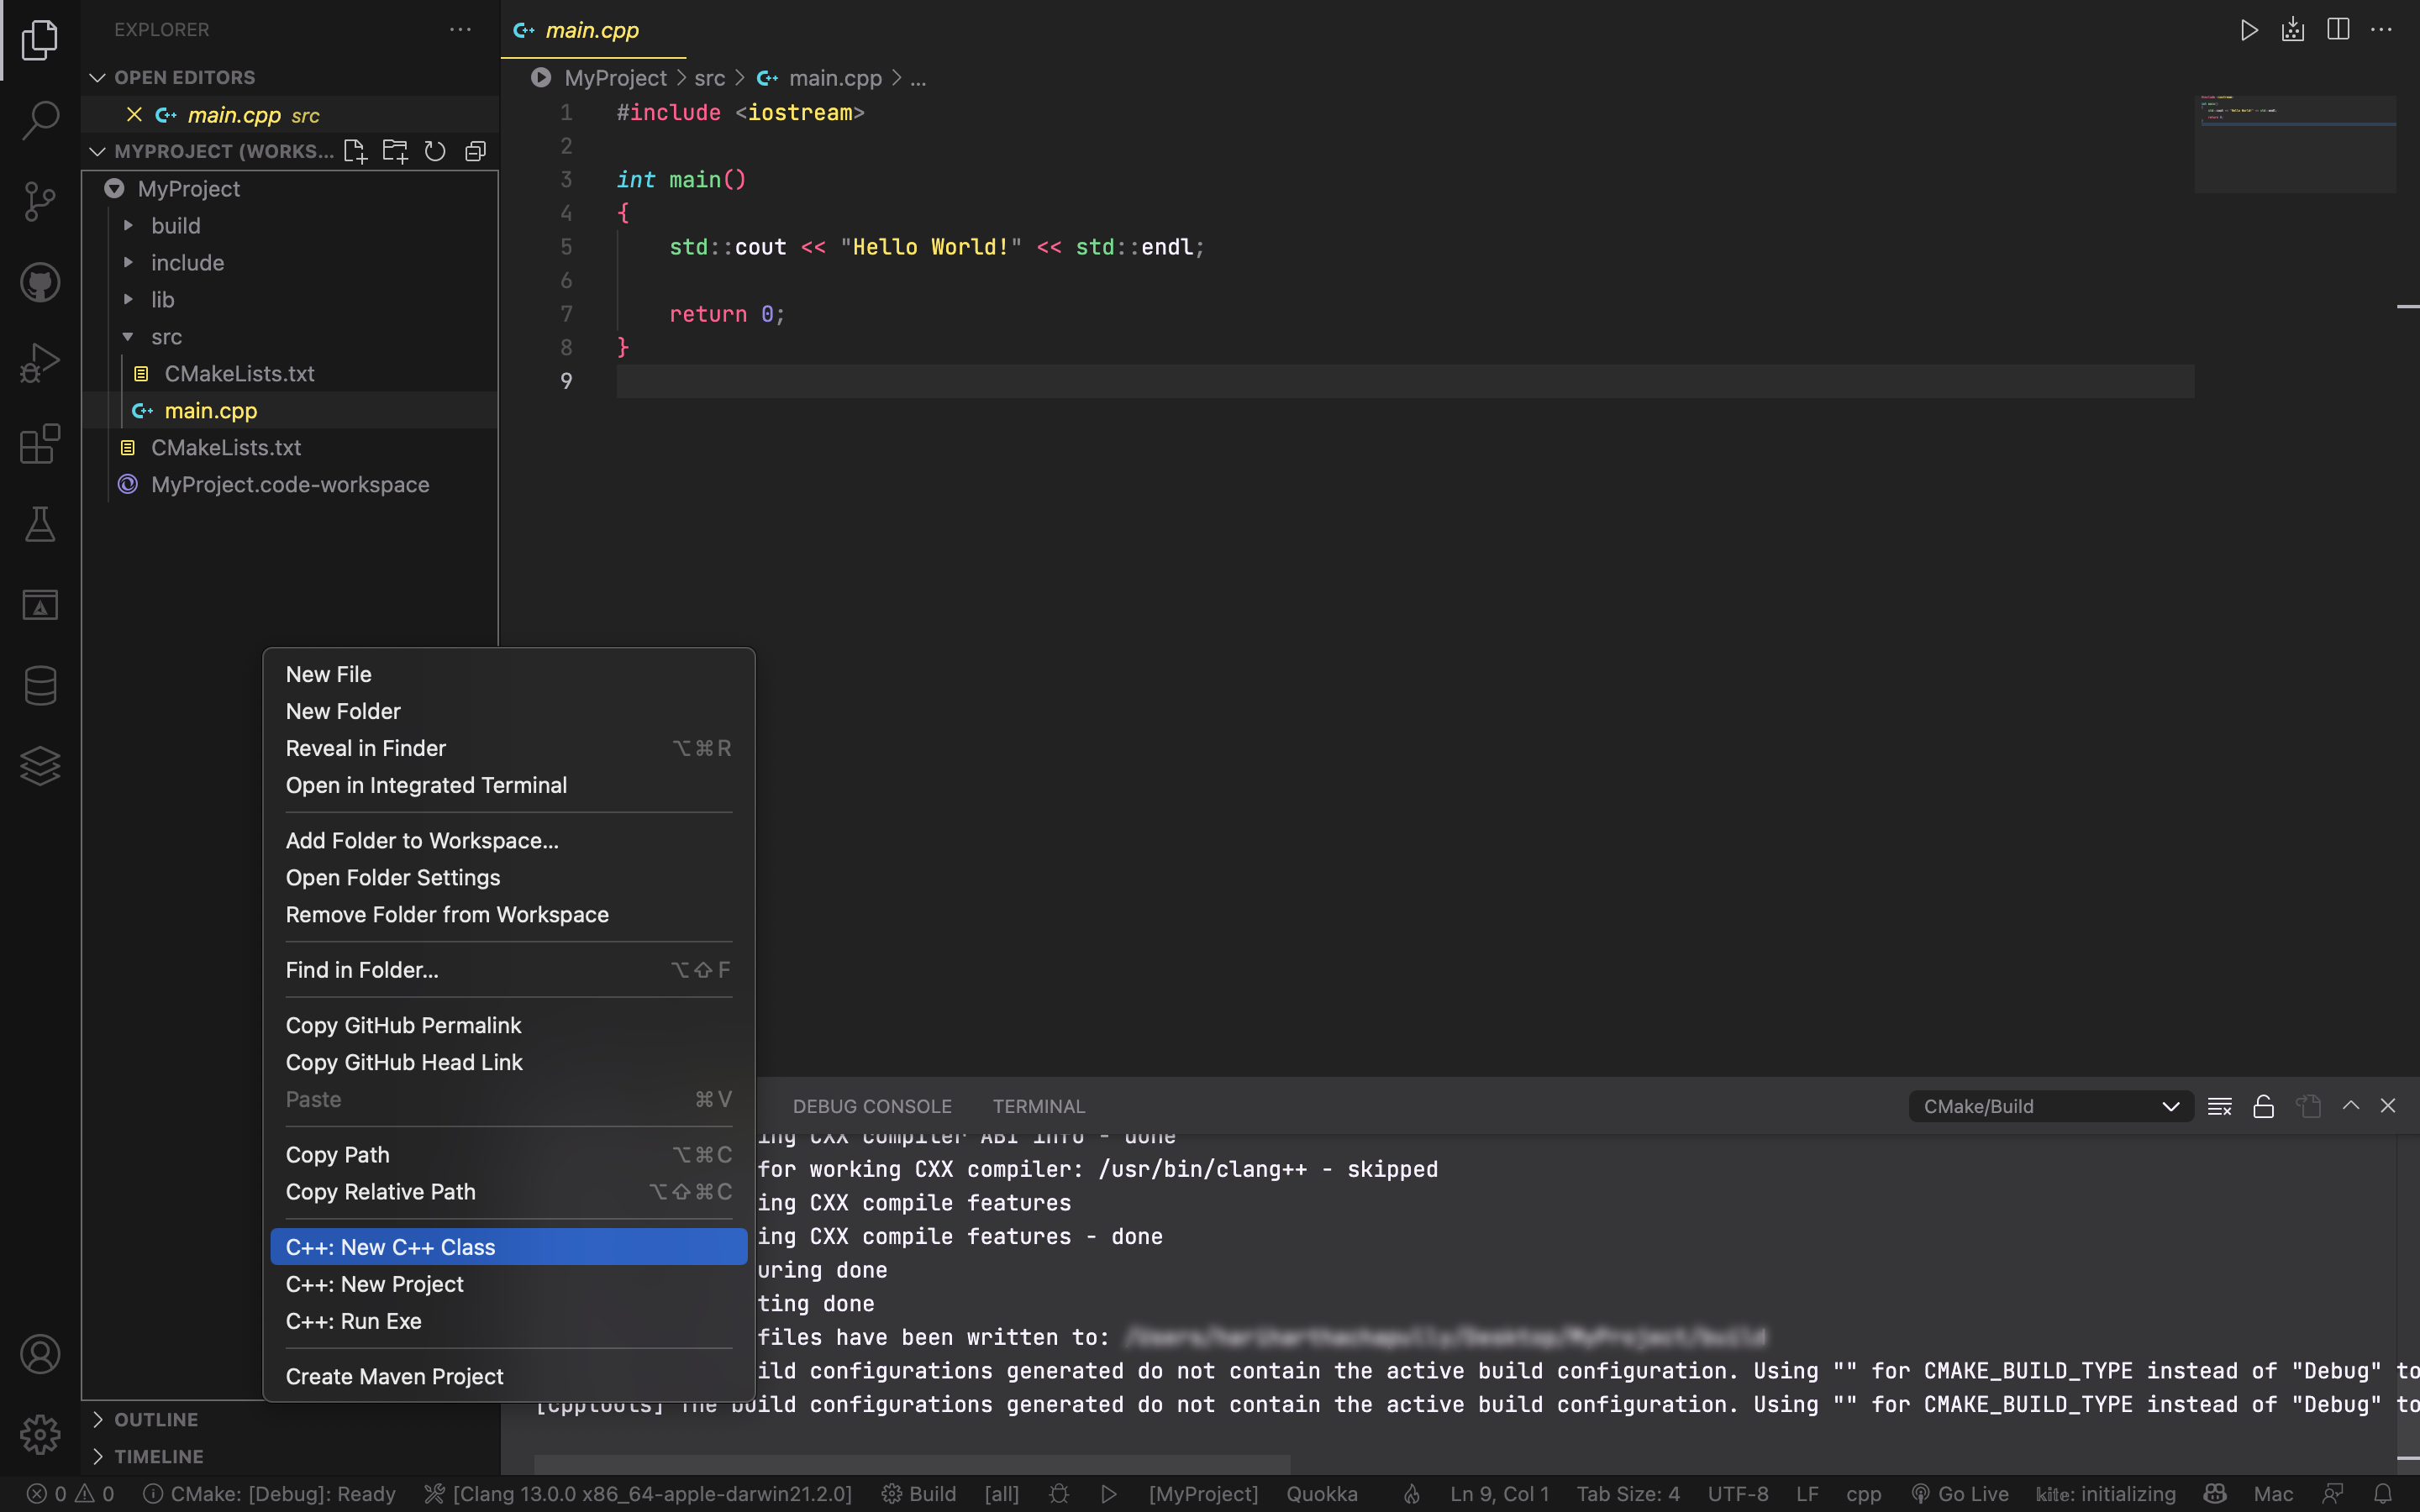 EXPLORER
OPEN EDITORS
main.cpp src
MYPROJECT (WORKS...
MyProject
build
include
lib
src
CMakeLists.txt
main.cpp
CMakeLists.txt
MyProject.code-workspace
OUTLINE
TIMELINE
main.cpp
MyProject > src > main.cpp > ...
1 #include <iostream>
2
3 int main()
4 {
5 std::cout << "Hello World!" << std::endl;
6
7 return 0;
8 }
9
New File
New Folder
Reveal in Finder ⌥⌘R
Open in Integrated Terminal
Add Folder to Workspace...
Open Folder Settings
Remove Folder from Workspace
Find in Folder... ⌥⇧F
Copy GitHub Permalink
Copy GitHub Head Link
Paste ⌘V
Copy Path ⌥⌘C
Copy Relative Path ⌥⇧⌘C
C++: New C++ Class
C++: New Project
C++: Run Exe
Create Maven Project
DEBUG CONSOLE TERMINAL CMake/Build
ing CXX compiler ABI info - done
for working CXX compiler: /usr/bin/clang++ - skipped
ing CXX compile features
ing CXX compile features - done
uring done
ting done
files have been written to:
ild configurations generated do not contain the active build configuration. Using "" for CMAKE_BUILD_TYPE instead of "Debug" to
[cpptools] The build configurations generated do not contain the active build configuration. Using "" for CMAKE_BUILD_TYPE instead of "Debug" to
0 0 CMake: [Debug]: Ready [Clang 13.0.0 x86_64-apple-darwin21.2.0] Build [all] [MyProject] Quokka Ln 9, Col 1 Tab Size: 4 UTF-8 LF cpp Go Live kite: initializing Mac